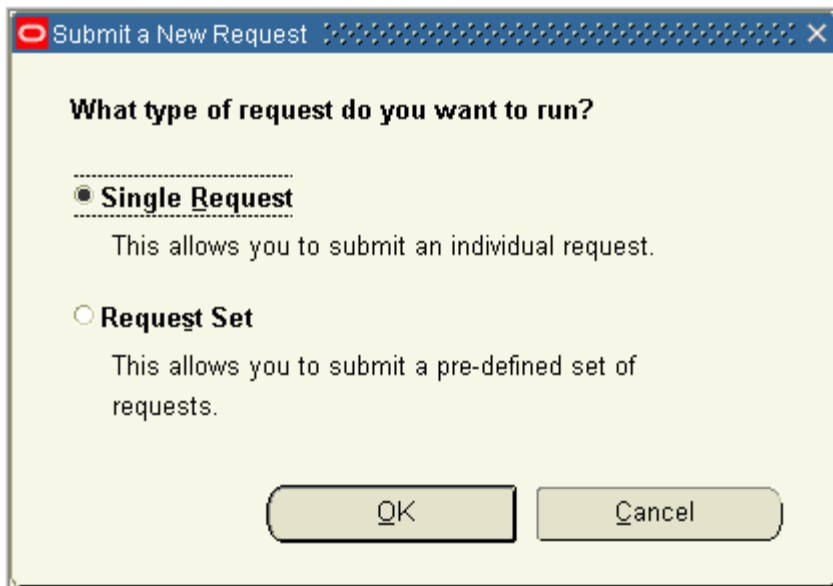 Submit a New Request
What type of request do you want to run?
Single Request
This allows you to submit an individual request.
Request Set
This allows you to submit a pre-defined set of
requests.
OK
Cancel